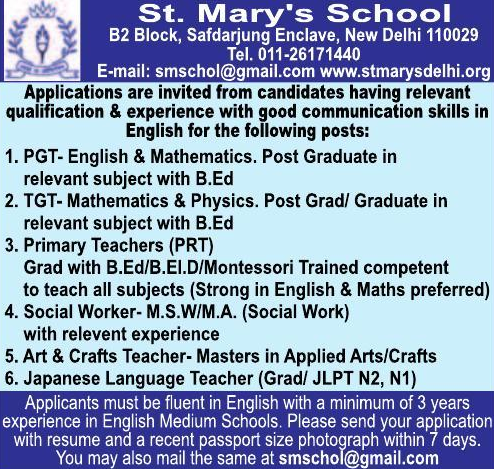 St. Mary's School
B2 Block, Safdarjung Enclave, New Delhi 110029
Tel. 011-26171440
E-mail: smschol@gmail.com www.stmarysdelhi.org
Applications are invited from candidates having relevant
qualification & experience with good communication skills in
English for the following posts:
1. PGT- English & Mathematics. Post Graduate in
relevant subject with B.Ed
2. TGT- Mathematics & Physics. Post Grad/ Graduate in
relevant subject with B.Ed
3. Primary Teachers (PRT)
Grad with B.Ed/B.El.D/Montessori Trained competent
to teach all subjects (Strong in English & Maths preferred)
4. Social Worker- M.S.W/M.A. (Social Work)
with relevent experience
5. Art & Crafts Teacher- Masters in Applied Arts/Crafts
6. Japanese Language Teacher (Grad/ JLPT N2, N1)
Applicants must be fluent in English with a minimum of 3 years
experience in English Medium Schools. Please send your application
with resume and a recent passport size photograph within 7 days.
You may also mail the same at smschol@gmail.com